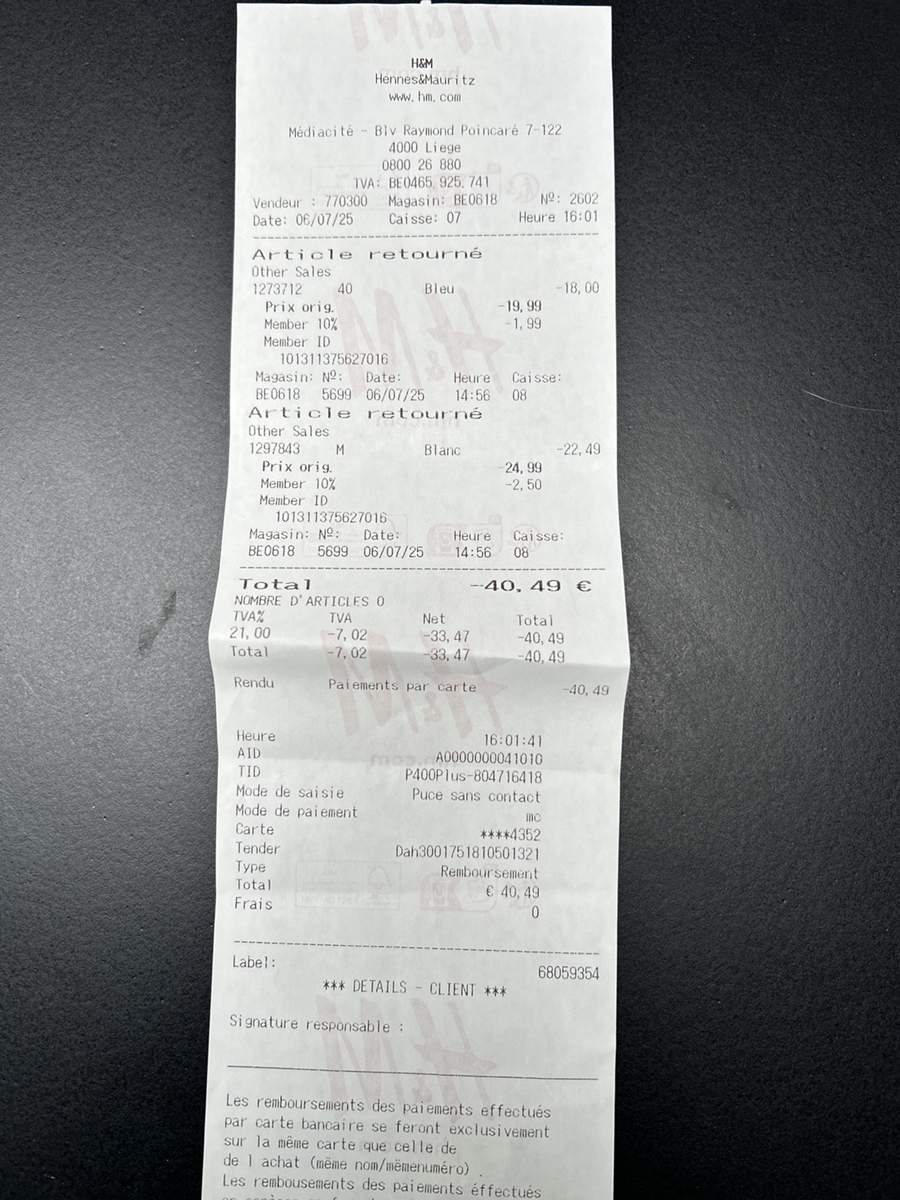 H&M
Hennes&Mauritz
www.hm.com
Médiacité - Blv Raymond Poincaré 7-122
4000 Liege
0800 26 880
TVA: BE0465.925.741
Vendeur : 770300 Magasin: BE0618 Nº: 2602
Date: 06/07/25 Caisse: 07 Heure 16:01
Article retourné
Other Sales
1273712 40 Bleu -18,00
Prix orig. -19,99
Member 10% -1,99
Member ID
101311375627016
Magasin: Nº: Date: Heure Caisse:
BE0618 5699 06/07/25 14:56 08
Article retourné
Other Sales
1297843 M Blanc -22,49
Prix orig. -24,99
Member 10% -2,50
Member ID
101311375627016
Magasin: Nº: Date: Heure Caisse:
BE0618 5699 06/07/25 14:56 08
Total -40,49 €
NOMBRE D'ARTICLES 0
TVA% TVA Net Total
21,00 -7,02 -33,47 -40,49
Total -7,02 -33,47 -40,49
Rendu Paiements par carte -40,49
Heure 16:01:41
AID A0000000041010
TID P400Plus-804716418
Mode de saisie Puce sans contact
Mode de paiement mc
Carte ****4352
Tender Dah3001751810501321
Type Remboursement
Total € 40,49
Frais 0
Label: 68059354
*** DETAILS - CLIENT ***
Signature responsable :
Les remboursements des paiements effectués
par carte bancaire se feront exclusivement
sur la même carte que celle de
de l achat (même nom/mêmenuméro) .
Les rembousements des paiements éffectués